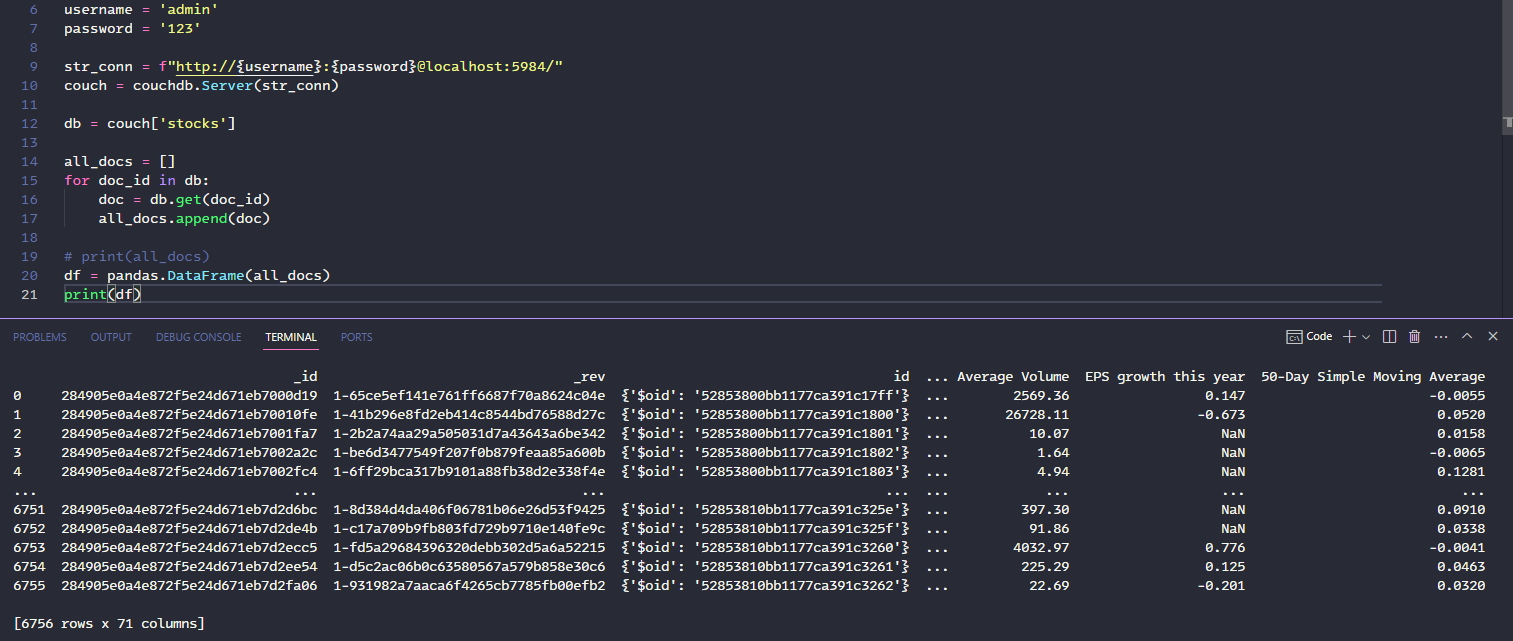 6 username = 'admin'
7 password = '123'
8
9 str_conn = f"http://{username}:{password}@localhost:5984/"
10 couch = couchdb.Server(str_conn)
11
12 db = couch['stocks']
13
14 all_docs = []
15 for doc_id in db:
16     doc = db.get(doc_id)
17     all_docs.append(doc)
18
19 # print(all_docs)
20 df = pandas.DataFrame(all_docs)
21 print(df)
PROBLEMS OUTPUT DEBUG CONSOLE TERMINAL PORTS Code
_id _rev id ... Average Volume EPS growth this year 50-Day Simple Moving Average
0 284905e0a4e872f5e24d671eb7000d19 1-65ce5ef141e761ff6687f70a8624c04e {'$oid': '52853800bb1177ca391c17ff'} ... 2569.36 0.147 -0.0055
1 284905e0a4e872f5e24d671eb70010fe 1-41b296e8fd2eb414c8544bd76588d27c {'$oid': '52853800bb1177ca391c1800'} ... 26728.11 -0.673 0.0520
2 284905e0a4e872f5e24d671eb7001fa7 1-2b2a74aa29a505031d7a43643a6be342 {'$oid': '52853800bb1177ca391c1801'} ... 10.07 NaN 0.0158
3 284905e0a4e872f5e24d671eb7002a2c 1-be6d3477549f207f0b879feaa85a600b {'$oid': '52853800bb1177ca391c1802'} ... 1.64 NaN -0.0065
4 284905e0a4e872f5e24d671eb7002fc4 1-6ff29bca317b9101a88fb38d2e338f4e {'$oid': '52853800bb1177ca391c1803'} ... 4.94 NaN 0.1281
... ... ... ... ... ... ... ...
6751 284905e0a4e872f5e24d671eb7d2d6bc 1-8d384d4da406f06781b06e26d53f9425 {'$oid': '52853810bb1177ca391c325e'} ... 397.30 NaN 0.0910
6752 284905e0a4e872f5e24d671eb7d2de4b 1-c17a709b9fb803fd729b9710e140fe9c {'$oid': '52853810bb1177ca391c325f'} ... 91.86 NaN 0.0338
6753 284905e0a4e872f5e24d671eb7d2ecc5 1-fd5a29684396320debb302d5a6a52215 {'$oid': '52853810bb1177ca391c3260'} ... 4032.97 0.776 -0.0041
6754 284905e0a4e872f5e24d671eb7d2ee54 1-d5c2ac06b0c63580567a579b858e30c6 {'$oid': '52853810bb1177ca391c3261'} ... 225.29 0.125 0.0463
6755 284905e0a4e872f5e24d671eb7d2fa06 1-931982a7aaca6f4265cb7785fb00efb2 {'$oid': '52853810bb1177ca391c3262'} ... 22.69 -0.201 0.0320
[6756 rows x 71 columns]